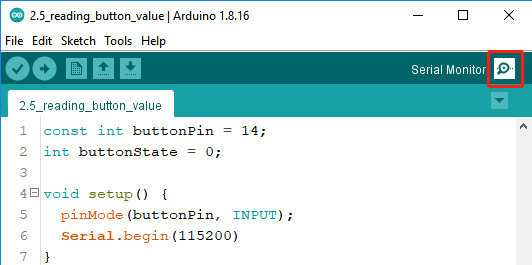 2.5_reading_button_value | Arduino 1.8.16
File Edit Sketch Tools Help
Serial Monitor
2.5_reading_button_value
1 const int buttonPin = 14;
2 int buttonState = 0;
3
4 void setup() {
5 pinMode(buttonPin, INPUT);
6 Serial.begin(115200)
7 }